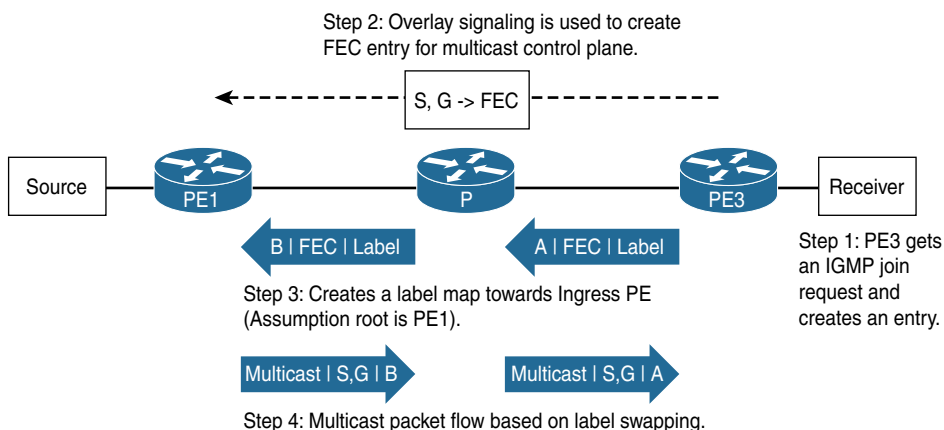 Step 2: Overlay signaling is used to create
FEC entry for multicast control plane.
S, G -> FEC
Source
PE1
P
PE3
Receiver
B | FEC | Label
A | FEC | Label
Step 1: PE3 gets
an IGMP join
request and
creates an entry.
Step 3: Creates a label map towards Ingress PE
(Assumption root is PE1).
Multicast | S,G | B
Multicast | S,G | A
Step 4: Multicast packet flow based on label swapping.